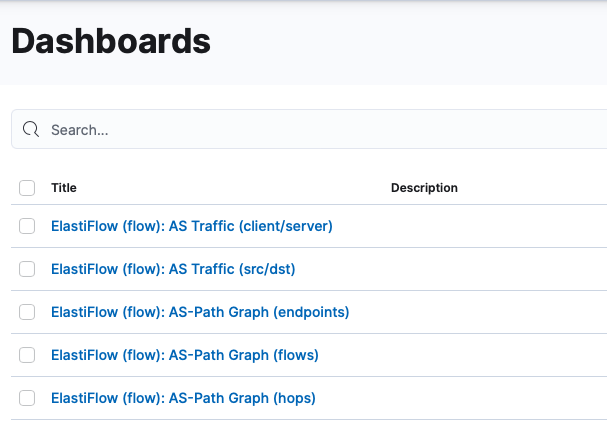 Dashboards
Search...
Title Description
ElastiFlow (flow): AS Traffic (client/server)
ElastiFlow (flow): AS Traffic (src/dst)
ElastiFlow (flow): AS-Path Graph (endpoints)
ElastiFlow (flow): AS-Path Graph (flows)
ElastiFlow (flow): AS-Path Graph (hops)